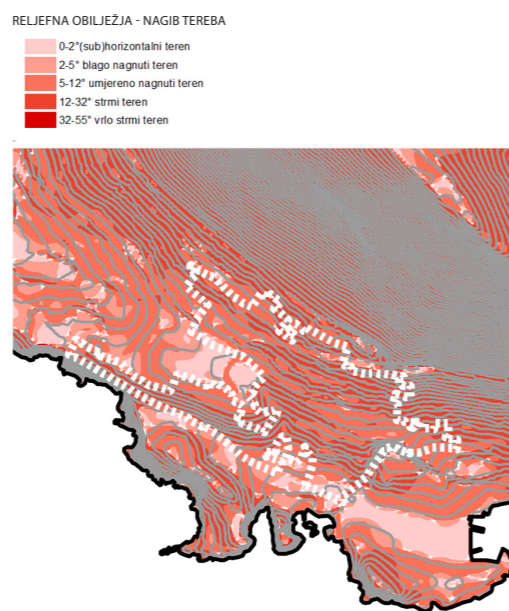 RELJEFNA OBILJEŽJA - NAGIB TEREBA
0-2°(sub)horizontalni teren
2-5° blago nagnuti teren
5-12° umjereno nagnuti teren
12-32° strmi teren
32-55° vrlo strmi teren